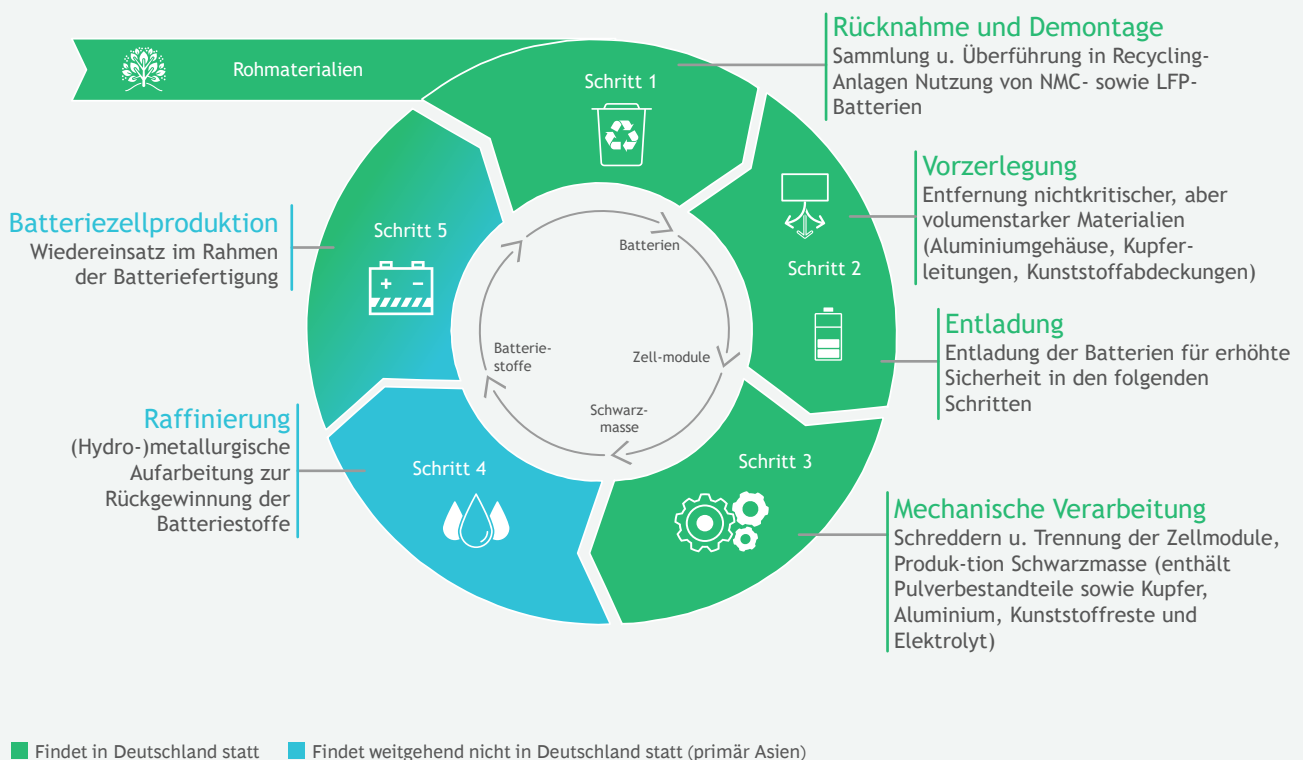 Rohmaterialien
Schritt 1
Rücknahme und Demontage
Sammlung u. Überführung in Recycling-
Anlagen Nutzung von NMC- sowie LFP-
Batterien
Schritt 2
Vorzerlegung
Entfernung nichtkritischer, aber
volumenstarker Materialien
(Aluminiumgehäuse, Kupfer-
leitungen, Kunststoffabdeckungen)
Entladung
Entladung der Batterien für erhöhte
Sicherheit in den folgenden
Schritten
Schritt 3
Mechanische Verarbeitung
Schreddern u. Trennung der Zellmodule,
Produk-tion Schwarzmasse (enthält
Pulverbestandteile sowie Kupfer,
Aluminium, Kunststoffreste und
Elektrolyt)
Schritt 4
Raffinierung
(Hydro-)metallurgische
Aufarbeitung zur
Rückgewinnung der
Batteriestoffe
Schritt 5
+ −
Batteriezellproduktion
Wiedereinsatz im Rahmen
der Batteriefertigung
Batterien
Zell-module
Schwarz-
masse
Batterie-
stoffe
Findet in Deutschland statt
Findet weitgehend nicht in Deutschland statt (primär Asien)